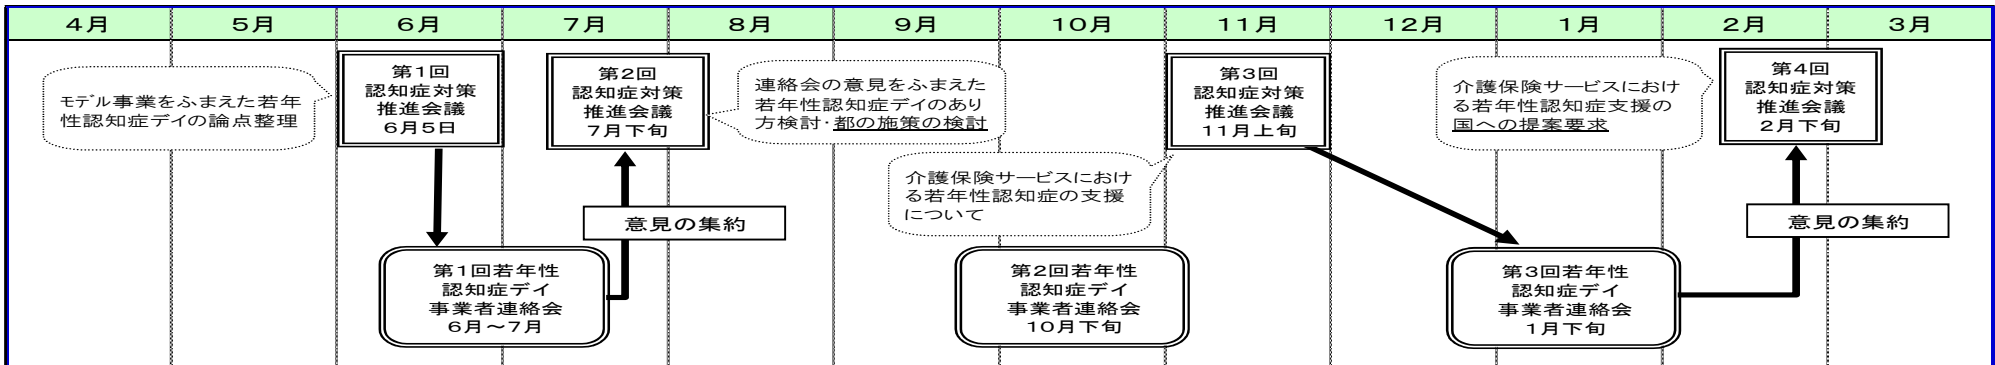 4月
5月
6月
7月
8月
9月
10月
11月
12月
1月
2月
3月
モデル事業をふまえた若年
性認知症デイの論点整理
第1回
認知症対策
推進会議
6月5日
第2回
認知症対策
推進会議
7月下旬
連絡会の意見をふまえた
若年性認知症デイのあり
方検討・都の施策の検討
第3回
認知症対策
推進会議
11月上旬
介護保険サービスにおけ
る若年性認知症支援の
国への提案要求
第4回
認知症対策
推進会議
2月下旬
介護保険サービスにおけ
る若年性認知症の支援
について
意見の集約
意見の集約
第1回若年性
認知症デイ
事業者連絡会
6月～7月
第2回若年性
認知症デイ
事業者連絡会
10月下旬
第3回若年性
認知症デイ
事業者連絡会
1月下旬